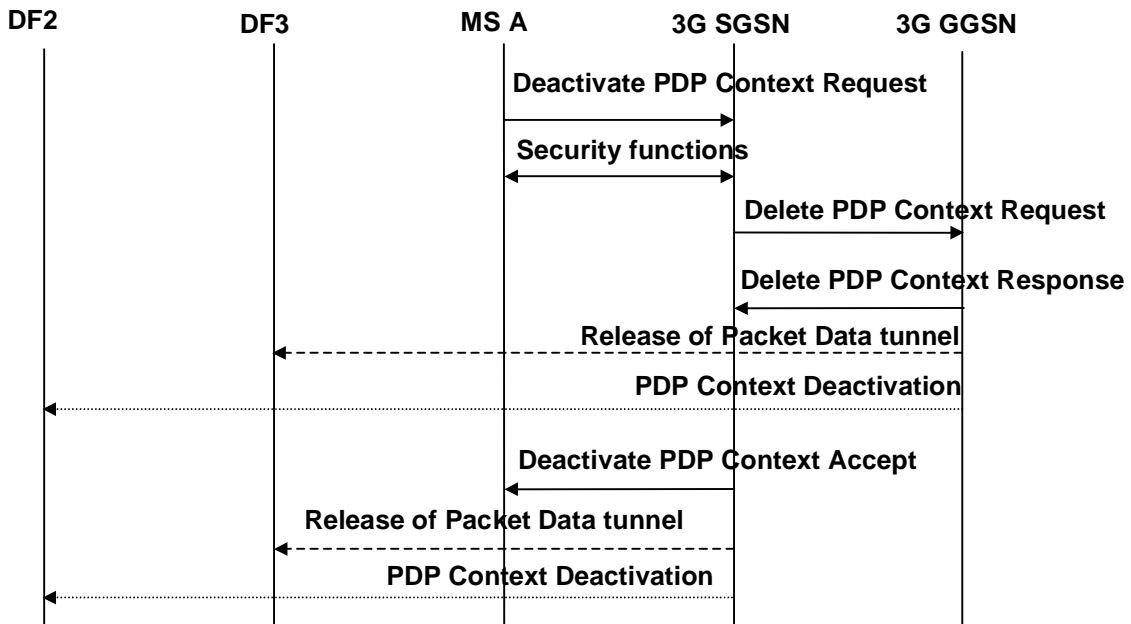 DF2
DF3
MS A
3G SGSN
3G GGSN
Deactivate PDP Context Request
Security functions
Delete PDP Context Request
Delete PDP Context Response
Release of Packet Data tunnel
PDP Context Deactivation
Deactivate PDP Context Accept
Release of Packet Data tunnel
PDP Context Deactivation